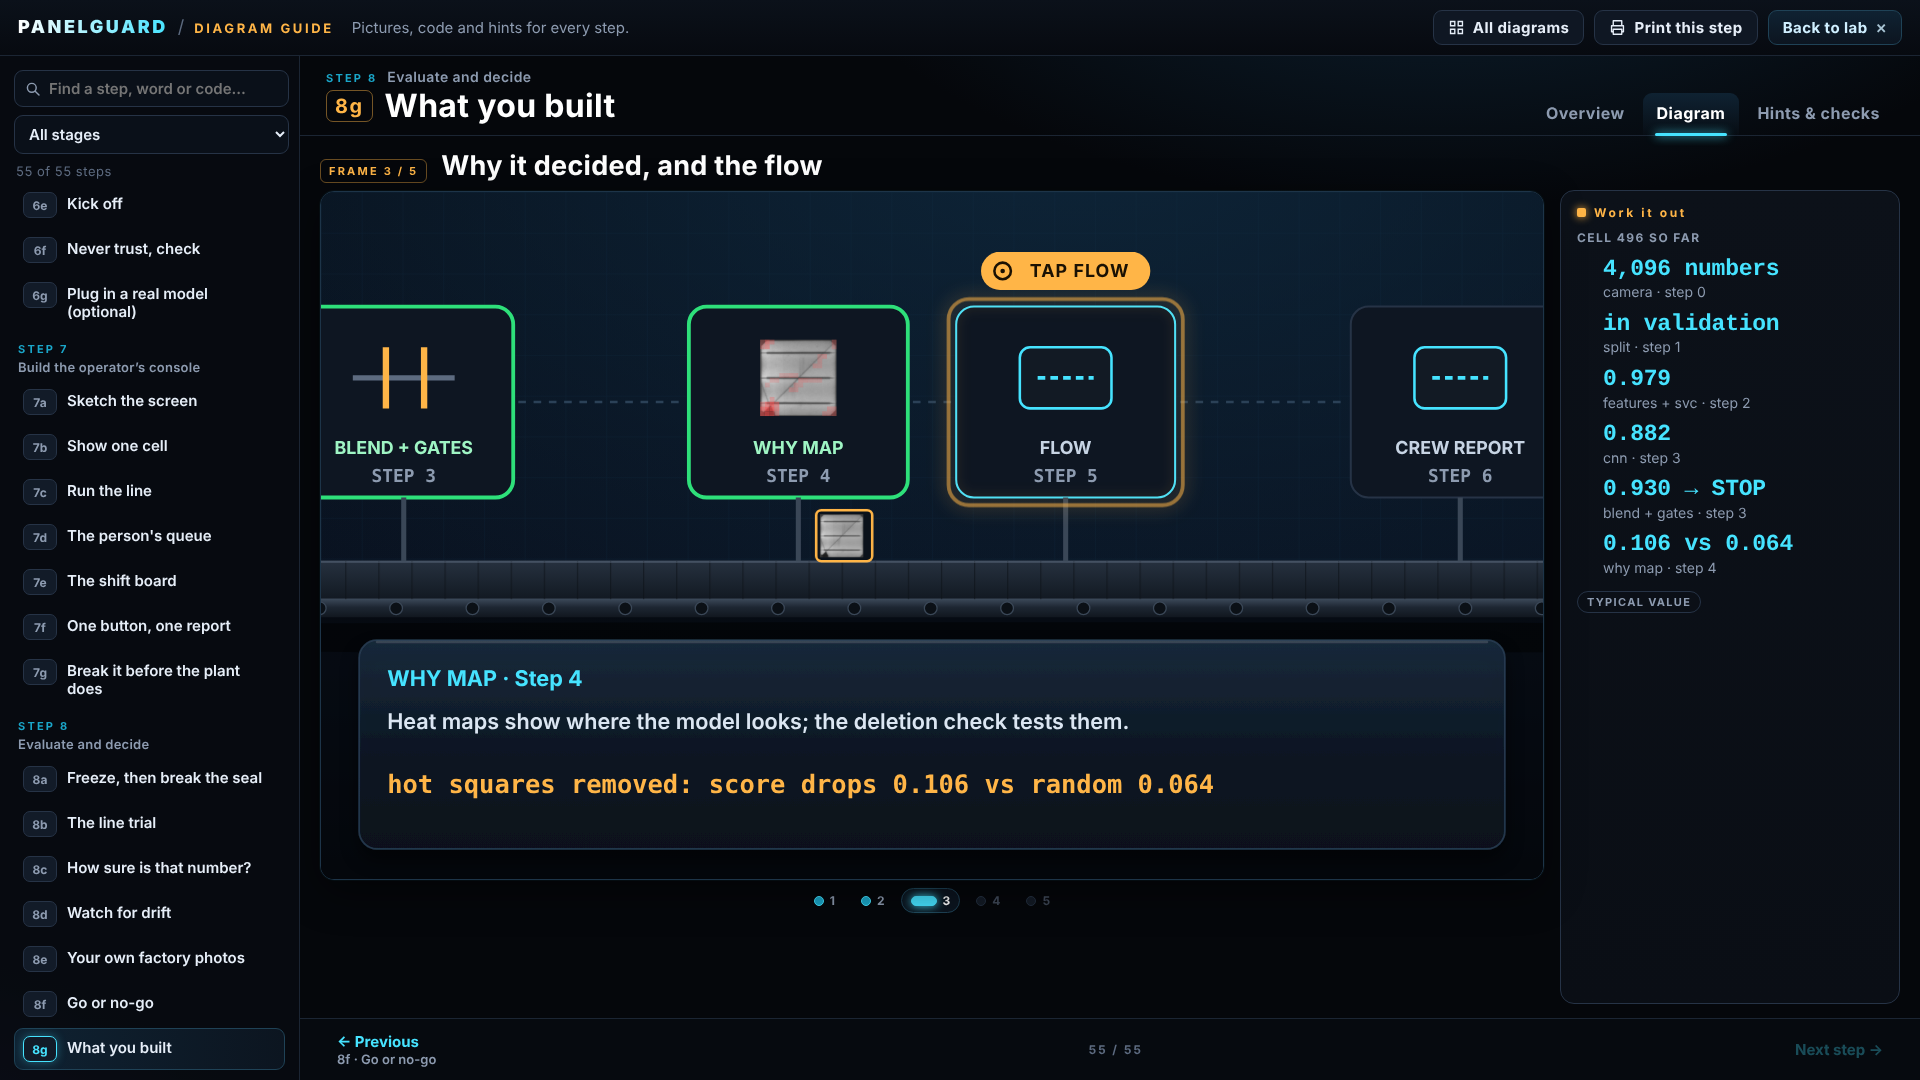 PANELGUARD / DIAGRAM GUIDE Pictures, code and hints for every step.
All diagrams
Print this step
Back to lab ×
Find a step, word or code...
All stages
55 of 55 steps
6e Kick off
6f Never trust, check
6g Plug in a real model
(optional)
STEP 7
Build the operator's console
7a Sketch the screen
7b Show one cell
7c Run the line
7d The person's queue
7e The shift board
7f One button, one report
7g Break it before the plant
does
STEP 8
Evaluate and decide
8a Freeze, then break the seal
8b The line trial
8c How sure is that number?
8d Watch for drift
8e Your own factory photos
8f Go or no-go
8g What you built
STEP 8 Evaluate and decide
8g What you built
Overview
Diagram
Hints & checks
FRAME 3 / 5 Why it decided, and the flow
TAP FLOW
BLEND + GATES
STEP 3
WHY MAP
STEP 4
FLOW
STEP 5
CREW REPORT
STEP 6
WHY MAP · Step 4
Heat maps show where the model looks; the deletion check tests them.
hot squares removed: score drops 0.106 vs random 0.064
1 2 3 4 5
Work it out
CELL 496 SO FAR
4,096 numbers
camera · step 0
in validation
split · step 1
0.979
features + svc · step 2
0.882
cnn · step 3
0.930 → STOP
blend + gates · step 3
0.106 vs 0.064
why map · step 4
TYPICAL VALUE
← Previous
8f · Go or no-go
55 / 55
Next step →